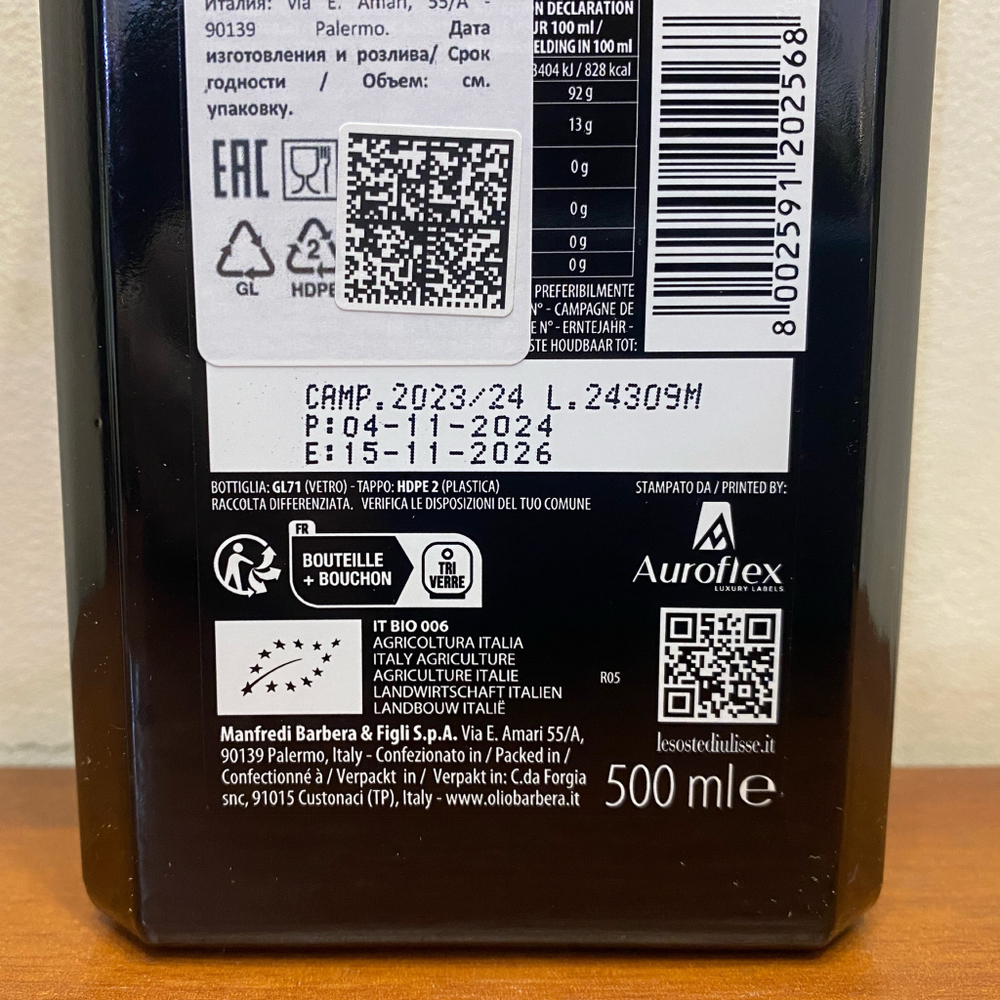 Италия: Via E. Amari, 55/A -
90139 Palermo. Дата
изготовления и розлива/ Срок
годности / Объем: см.
упаковку.
EAC
GL
2
HDPE
N DECLARATION
UR 100 ml /
ELDING IN 100 ml
3404 kJ / 828 kcal
92 g
13 g
0 g
0 g
0 g
0 g
PREFERIBILMENTE
N° - CAMPAGNE DE
E N° - ERNTEJAHR -
STE HOUDBAAR TOT:
8 002591 202568
CAMP.2023/24 L.24309M
P:04-11-2024
E:15-11-2026
BOTTIGLIA: GL71 (VETRO) - TAPPO: HDPE 2 (PLASTICA)
RACCOLTA DIFFERENZIATA. VERIFICA LE DISPOSIZIONI DEL TUO COMUNE
STAMPATO DA / PRINTED BY:
Auroflex
LUXURY LABELS
FR
BOUTEILLE
+ BOUCHON
TRI
VERRE
IT BIO 006
AGRICOLTURA ITALIA
ITALY AGRICULTURE
AGRICULTURE ITALIE
LANDWIRTSCHAFT ITALIEN
LANDBOUW ITALIË
R05
lesostediulisse.it
Manfredi Barbera & Figli S.p.A. Via E. Amari 55/A,
90139 Palermo, Italy - Confezionato in / Packed in /
Confectionné à / Verpackt in / Verpakt in: C.da Forgia
snc, 91015 Custonaci (TP), Italy - www.oliobarbera.it
500 ml e